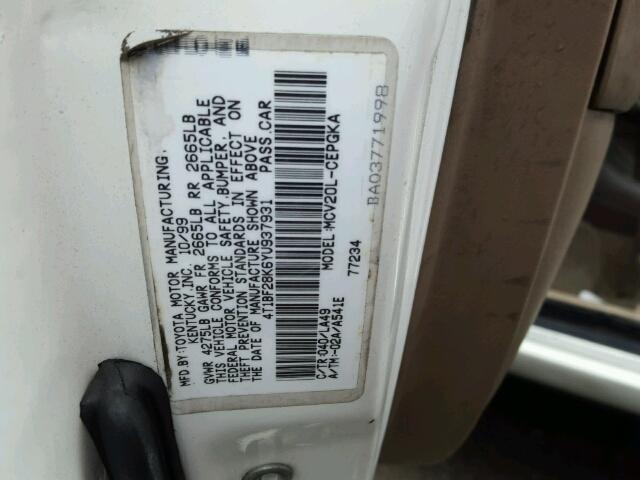 MFD.BY:TOYOTA MOTOR MANUFACTURING,
KENTUCKY,INC. 10/99
GVWR 4275LB GAWR FR 2665LB RR 2665LB
THIS VEHICLE CONFORMS TO ALL APPLICABLE
FEDERAL MOTOR VEHICLE SAFETY,BUMPER, AND
THEFT PREVENTION STANDARDS IN EFFECT ON
THE DATE OF MANUFACTURE SHOWN ABOVE.
4T1BF28K6YU937931 PASS.CAR
MODEL:MCV20L-CEPGKA
C/TR:040/LA49 77234
A/TM:-02A/A541E
BA03771998